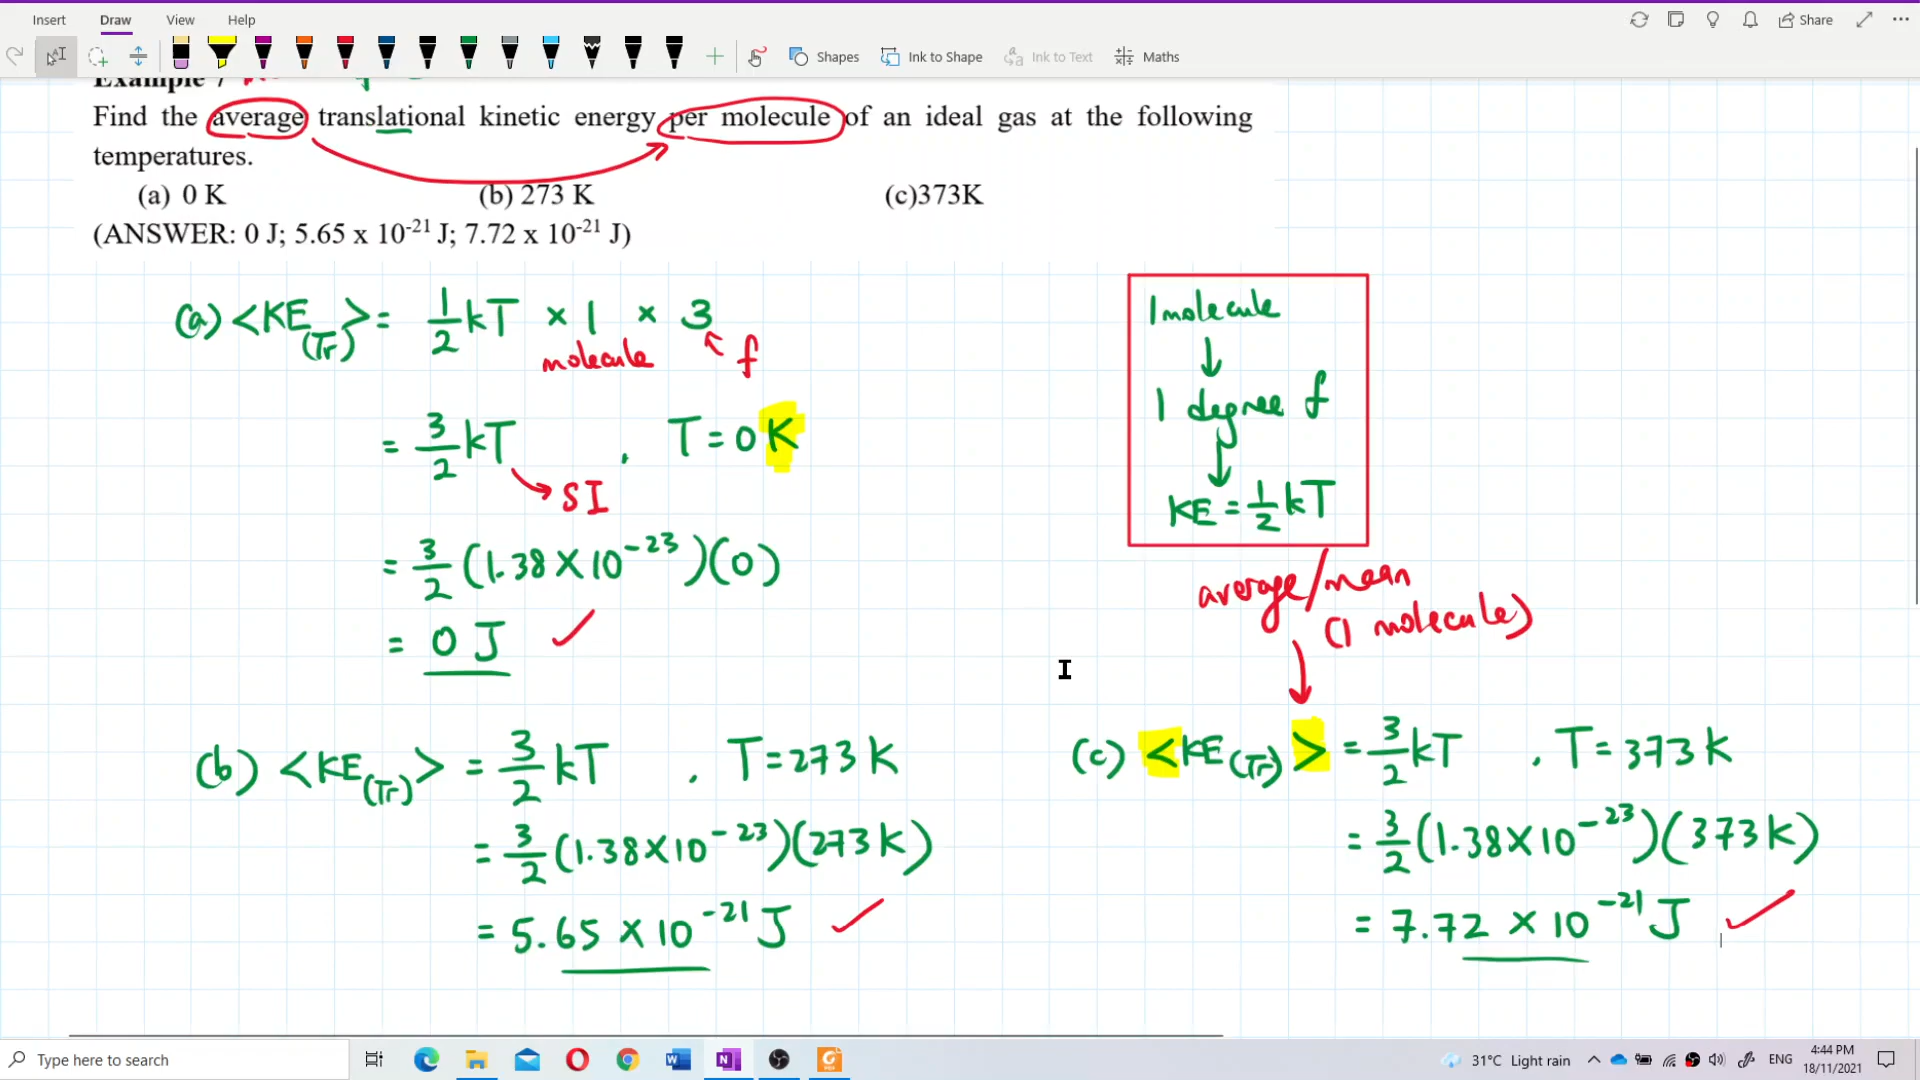 Insert Draw View Help Share
Shapes Ink to Shape Ink to Text Maths
Example 7
Find the average translational kinetic energy per molecule of an ideal gas at the following
temperatures.
(a) 0 K (b) 273 K (c)373K
(ANSWER: 0 J; 5.65 x 10⁻²¹ J; 7.72 x 10⁻²¹ J)
(a) <KE(Tr)> = 1/2 kT × 1 × 3
molecule f
= 3/2 kT , T = 0 K
SI
= 3/2 (1.38 × 10⁻²³)(0)
= 0 J
1 molecule
1 degree f
KE = 1/2 kT
average/mean
(1 molecule)
(b) <KE(Tr)> = 3/2 kT , T = 273 K
= 3/2 (1.38 × 10⁻²³)(273 K)
= 5.65 × 10⁻²¹ J
(c) <KE(Tr)> = 3/2 kT , T = 373 K
= 3/2 (1.38 × 10⁻²³)(373 K)
= 7.72 × 10⁻²¹ J
Type here to search 31°C Light rain ENG 4:44 PM
18/11/2021